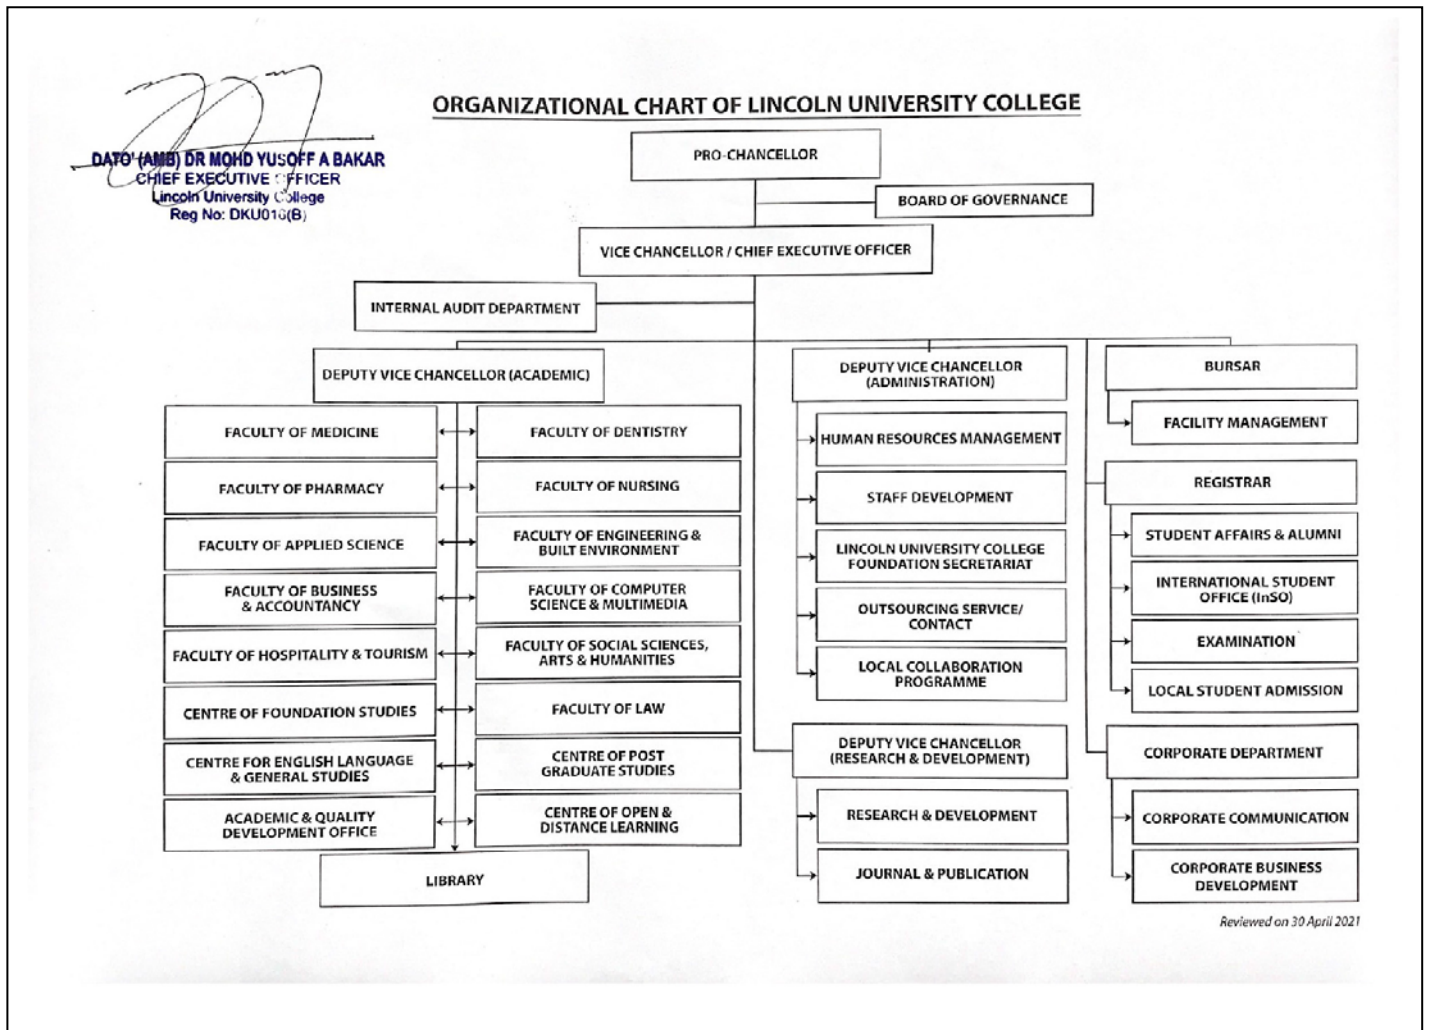 ORGANIZATIONAL CHART OF LINCOLN UNIVERSITY COLLEGE
DATO' (AMB) DR MOHD YUSOFF A BAKAR
CHIEF EXECUTIVE OFFICER
Lincoln University College
Reg No: DKU016(B)
PRO-CHANCELLOR
BOARD OF GOVERNANCE
VICE CHANCELLOR / CHIEF EXECUTIVE OFFICER
INTERNAL AUDIT DEPARTMENT
DEPUTY VICE CHANCELLOR (ACADEMIC)
FACULTY OF MEDICINE
FACULTY OF DENTISTRY
FACULTY OF PHARMACY
FACULTY OF NURSING
FACULTY OF APPLIED SCIENCE
FACULTY OF ENGINEERING &
BUILT ENVIRONMENT
FACULTY OF BUSINESS
& ACCOUNTANCY
FACULTY OF COMPUTER
SCIENCE & MULTIMEDIA
FACULTY OF HOSPITALITY & TOURISM
FACULTY OF SOCIAL SCIENCES,
ARTS & HUMANITIES
CENTRE OF FOUNDATION STUDIES
FACULTY OF LAW
CENTRE FOR ENGLISH LANGUAGE
& GENERAL STUDIES
CENTRE OF POST
GRADUATE STUDIES
ACADEMIC & QUALITY
DEVELOPMENT OFFICE
CENTRE OF OPEN &
DISTANCE LEARNING
LIBRARY
DEPUTY VICE CHANCELLOR
(ADMINISTRATION)
HUMAN RESOURCES MANAGEMENT
STAFF DEVELOPMENT
LINCOLN UNIVERSITY COLLEGE
FOUNDATION SECRETARIAT
OUTSOURCING SERVICE/
CONTACT
LOCAL COLLABORATION
PROGRAMME
DEPUTY VICE CHANCELLOR
(RESEARCH & DEVELOPMENT)
RESEARCH & DEVELOPMENT
JOURNAL & PUBLICATION
BURSAR
FACILITY MANAGEMENT
REGISTRAR
STUDENT AFFAIRS & ALUMNI
INTERNATIONAL STUDENT
OFFICE (InSO)
EXAMINATION
LOCAL STUDENT ADMISSION
CORPORATE DEPARTMENT
CORPORATE COMMUNICATION
CORPORATE BUSINESS
DEVELOPMENT
Reviewed on 30 April 2021